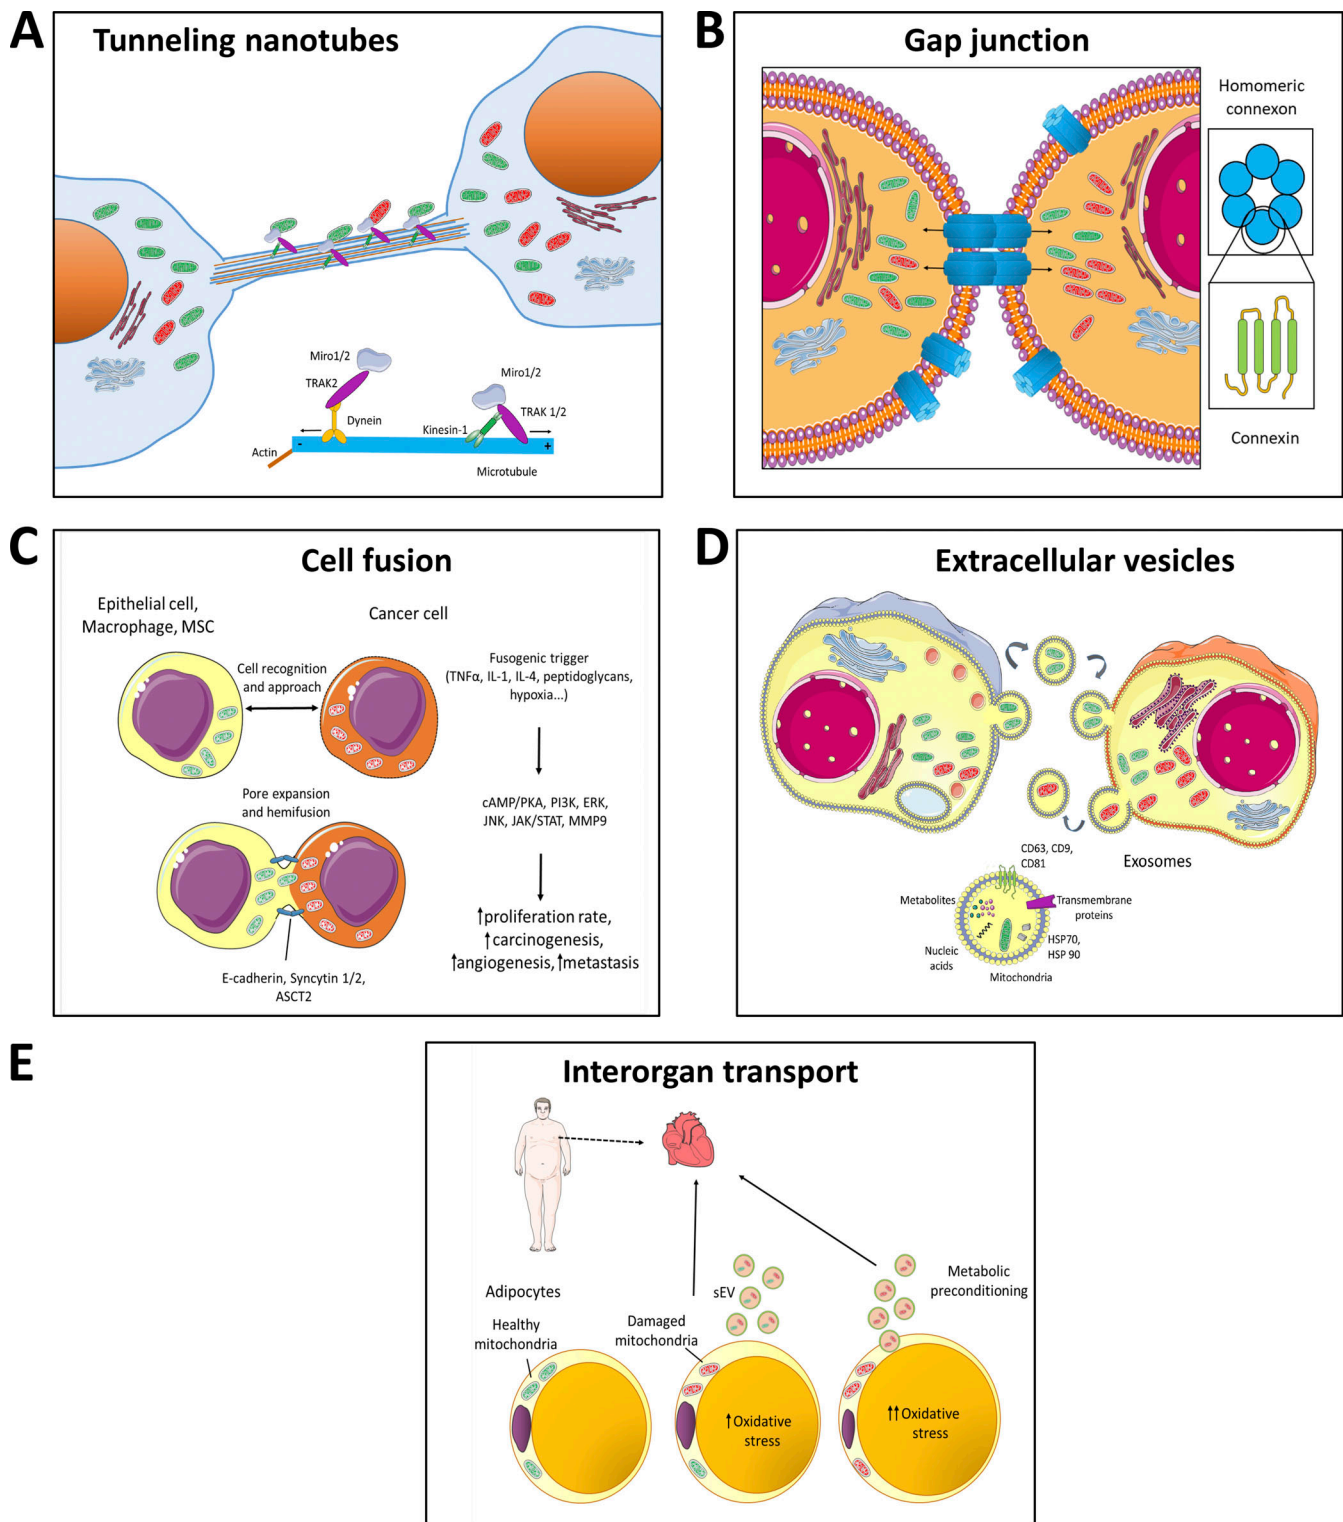 A
Tunneling nanotubes
Miro1/2
TRAK2
Dynein
Miro1/2
TRAK 1/2
Kinesin-1
-
+
Actin
Microtubule
B
Gap junction
Homomeric
connexon
Connexin
C
Cell fusion
Epithelial cell,
Macrophage, MSC
Cancer cell
Cell recognition
and approach
Fusogenic trigger
(TNFα, IL-1, IL-4, peptidoglycans,
hypoxia...)
Pore expansion
and hemifusion
cAMP/PKA, PI3K, ERK,
JNK, JAK/STAT, MMP9
↑proliferation rate,
↑carcinogenesis,
↑angiogenesis, ↑metastasis
E-cadherin, Syncytin 1/2,
ASCT2
D
Extracellular vesicles
CD63, CD9,
CD81
Exosomes
Metabolites
Transmembrane
proteins
Nucleic
acids
HSP70,
HSP 90
Mitochondria
E
Interorgan transport
Adipocytes
sEV
Metabolic
preconditioning
Healthy
mitochondria
Damaged
mitochondria
↑Oxidative
stress
↑↑Oxidative
stress